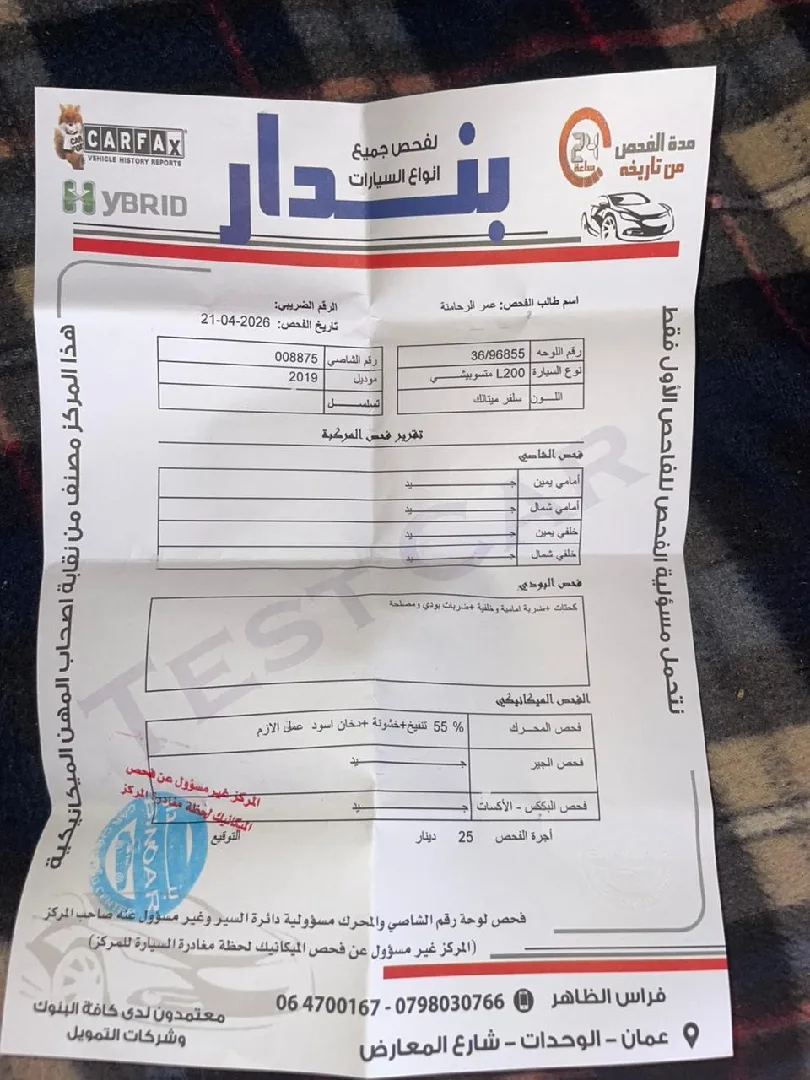 CARFAX
VEHICLE HISTORY REPORTS
HYBRID
بندار
لفحص جميع
انواع السيارات
24
ساعة
مدة الفحص
من تاريخه
هذا المركز مصنف من نقابة اصحاب المهن الميكانيكية
نتحمل مسؤلية الفحص للفاحص الأول فقط
اسم طالب الفحص: عمر الرحامنة
الرقم الضريبي:
تاريخ الفحص: 21-04-2026
رقم اللوحه 36/96855
نوع السيارة L200 متسوبيشي
اللون سلفر ميتالك
رقم الشاصي 008875
موديل 2019
تسلسل
تقرير فحص المركبة
فحص الشاصي
أمامي يمين جيد
أمامي شمال جيد
خلفي يمين جيد
خلفي شمال جيد
فحص البودي
كحتات +ضربة امامية وخلفية +ضربات بودي ومصلحة
الفحص الميكانيكي
فحص المحرك % 55 تنفيخ+خشونة +دخان اسود عمل الازم
فحص الجير جيد
فحص البككس - الأكسات جيد
أجرة الفحص 25 دينار
التوقيع
المركز غير مسؤول عن فحص
الميكانيك لحظة مغادرة المركز
TEST CAR
فحص لوحة رقم الشاصي والمحرك مسؤولية دائرة السير وغير مسؤول عنه صاحب المركز
(المركز غير مسؤول عن فحص الميكانيك لحظة مغادرة السيارة للمركز)
فراس الظاهر 0798030766 - 06 4700167
عمان - الوحدات - شارع المعارض
معتمدون لدى كافة البنوك
وشركات التمويل